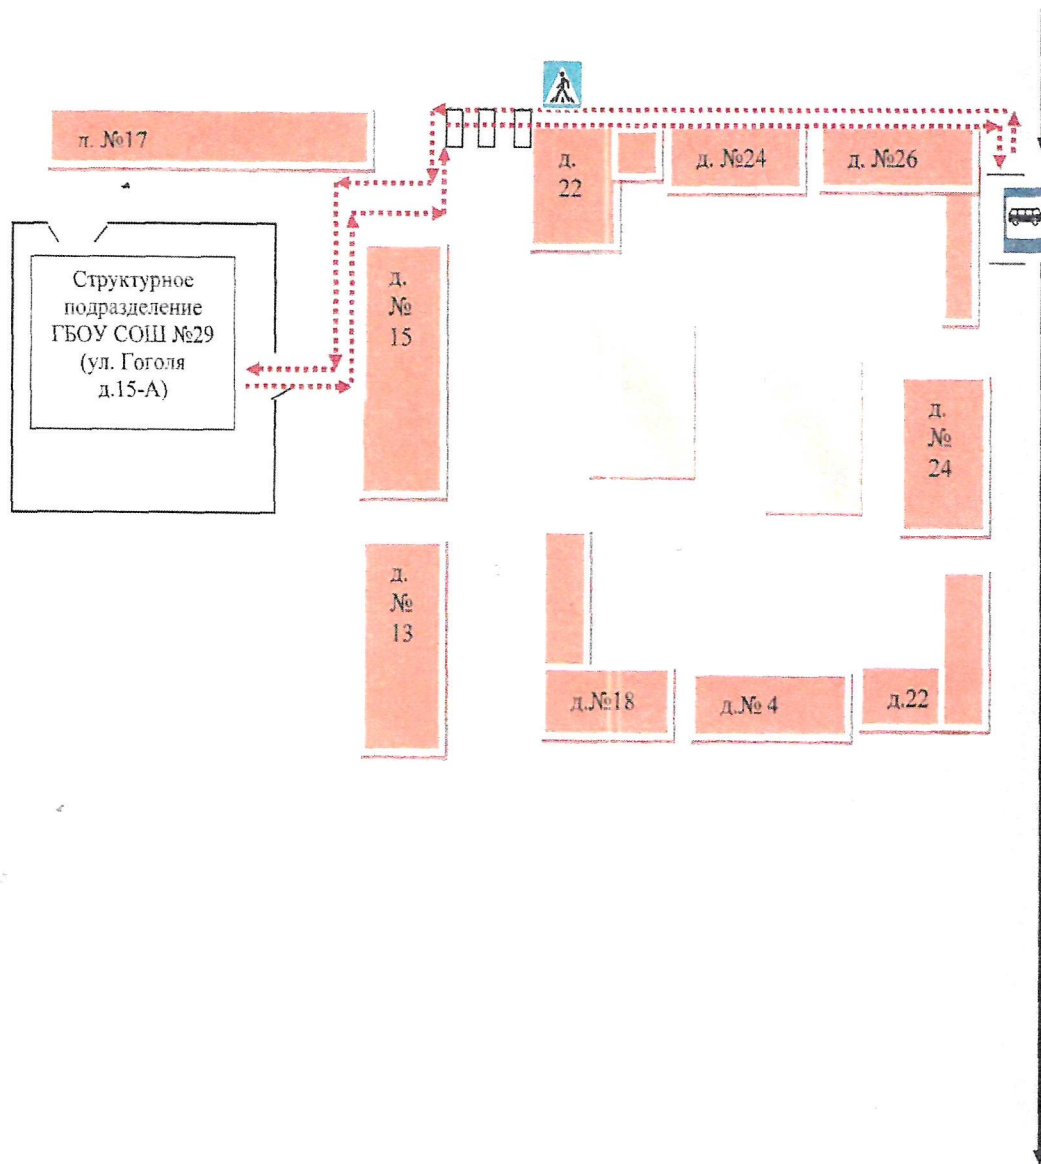 д. №17
д.
22
д. №24
д. №26
Структурное
подразделение
ГБОУ СОШ №29
(ул. Гоголя
д.15-А)
д.
№
15
д.
№
24
д.
№
13
д.№18
д.№ 4
д.22